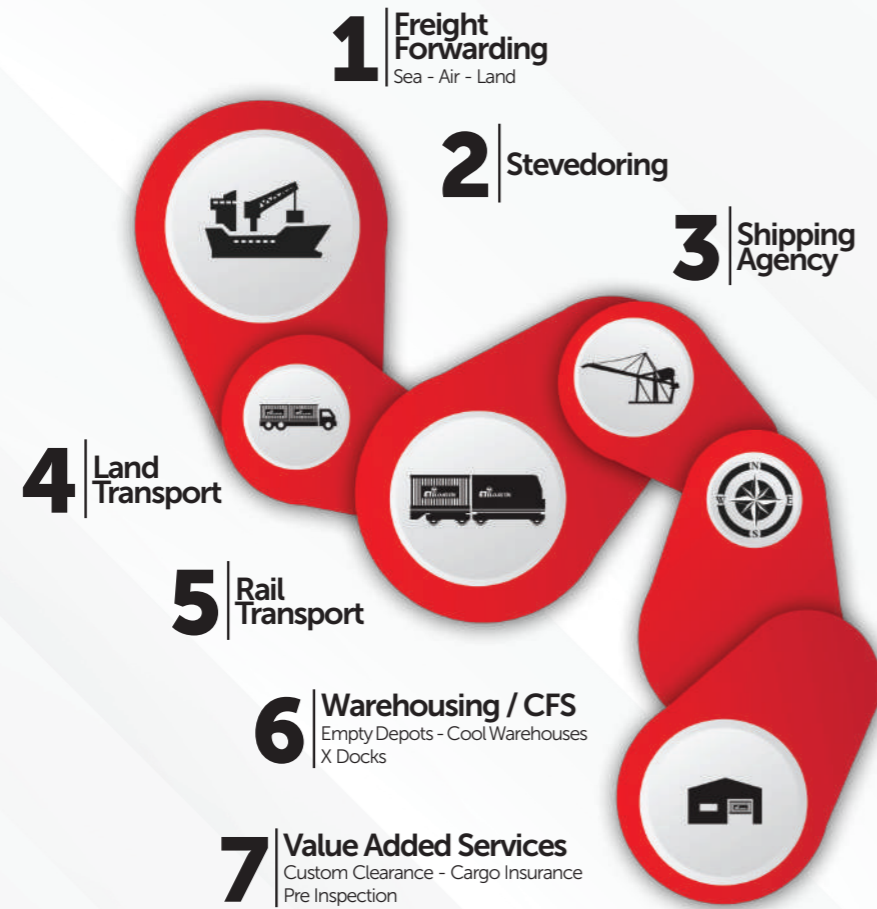 1
Freight
Forwarding
Sea - Air - Land
2
Stevedoring
3
Shipping
Agency
4
Land
Transport
5
Rail
Transport
N
W E
S
6
Warehousing / CFS
Empty Depots - Cool Warehouses
X Docks
7
Value Added Services
Custom Clearance - Cargo Insurance
Pre Inspection